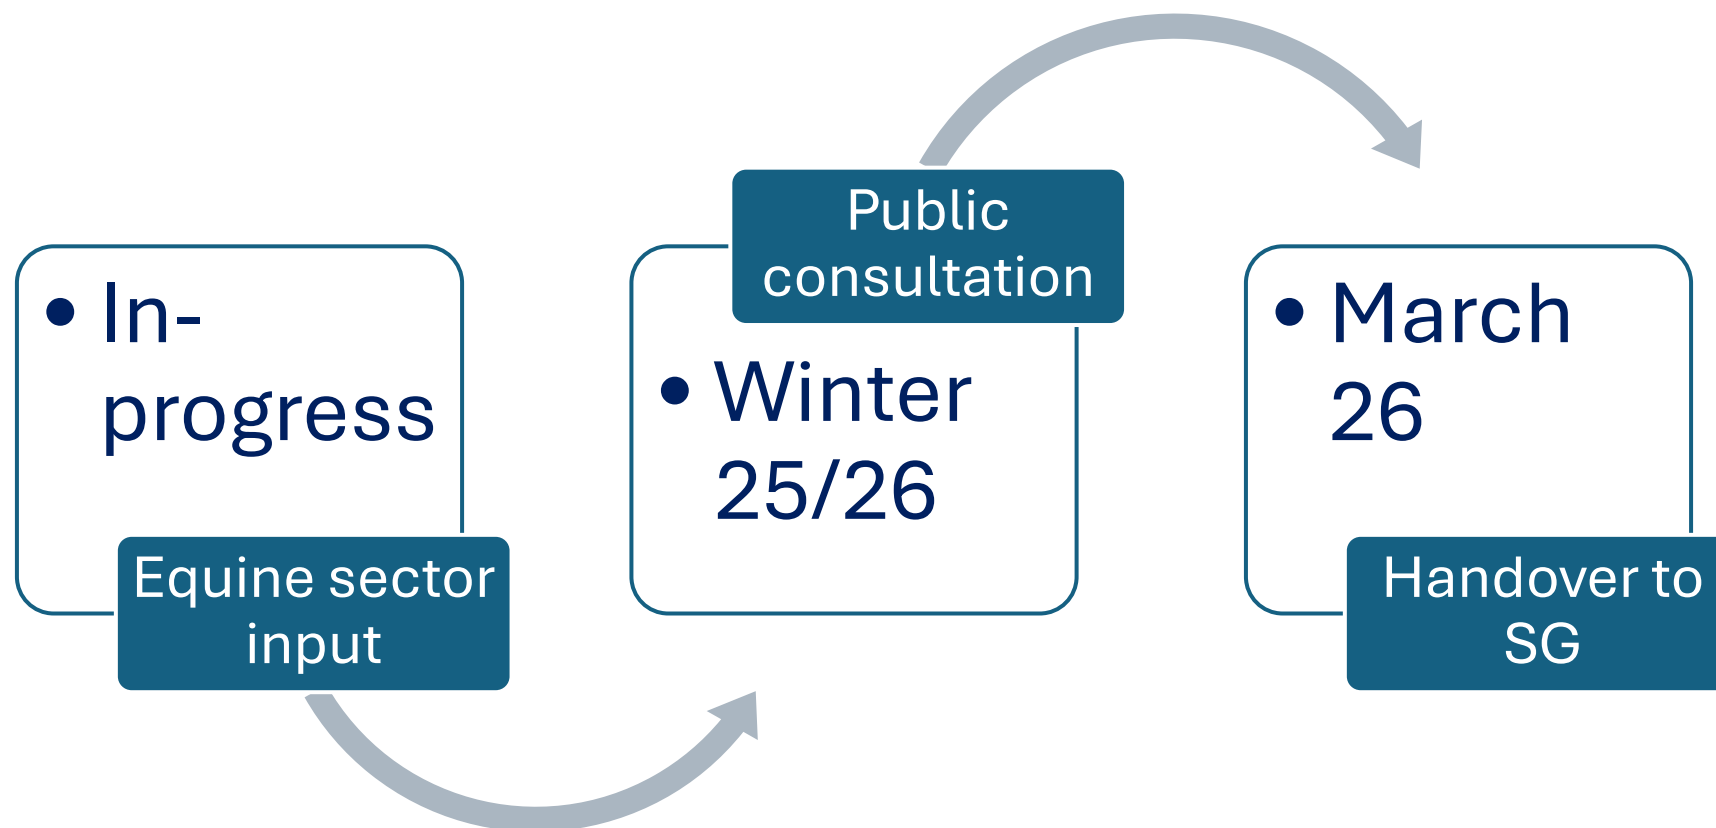 • In-
progress
Equine sector
input
Public
consultation
• Winter
25/26
• March
26
Handover to
SG